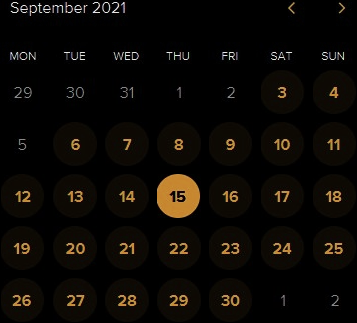 September 2021
MON TUE WED THU FRI SAT SUN
29 30 31 1 2 3 4
5 6 7 8 9 10 11
12 13 14 15 16 17 18
19 20 21 22 23 24 25
26 27 28 29 30 1 2